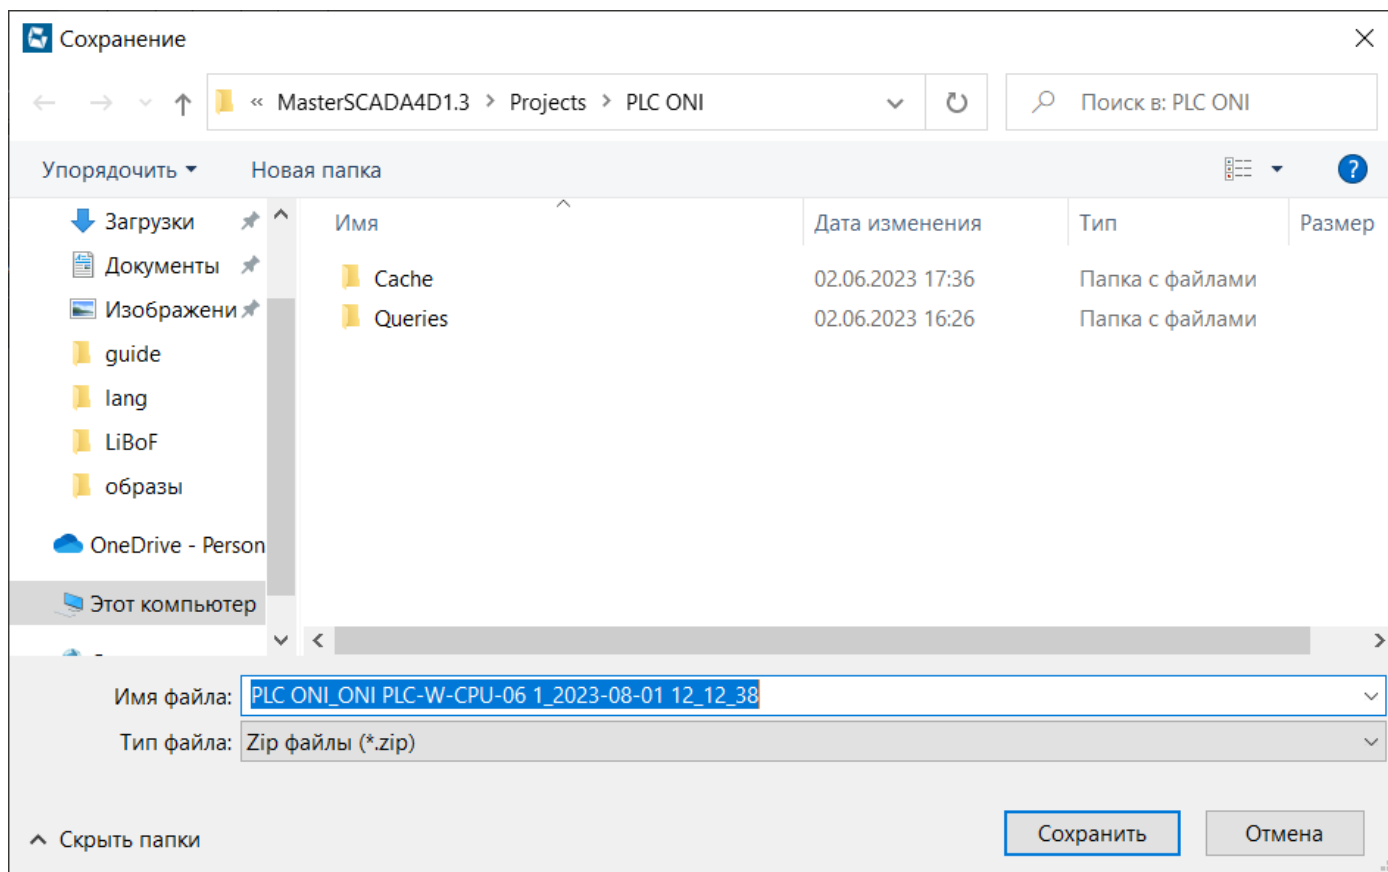 Сохранение
« MasterSCADA4D1.3 > Projects > PLC ONI
Поиск в: PLC ONI
Упорядочить Новая папка
Имя Дата изменения Тип Размер
Загрузки
Документы
Изображени
guide
lang
LiBoF
образы
OneDrive - Person
Этот компьютер
Cache 02.06.2023 17:36 Папка с файлами
Queries 02.06.2023 16:26 Папка с файлами
Имя файла: PLC ONI_ONI PLC-W-CPU-06 1_2023-08-01 12_12_38
Тип файла: Zip файлы (*.zip)
Скрыть папки
Сохранить Отмена